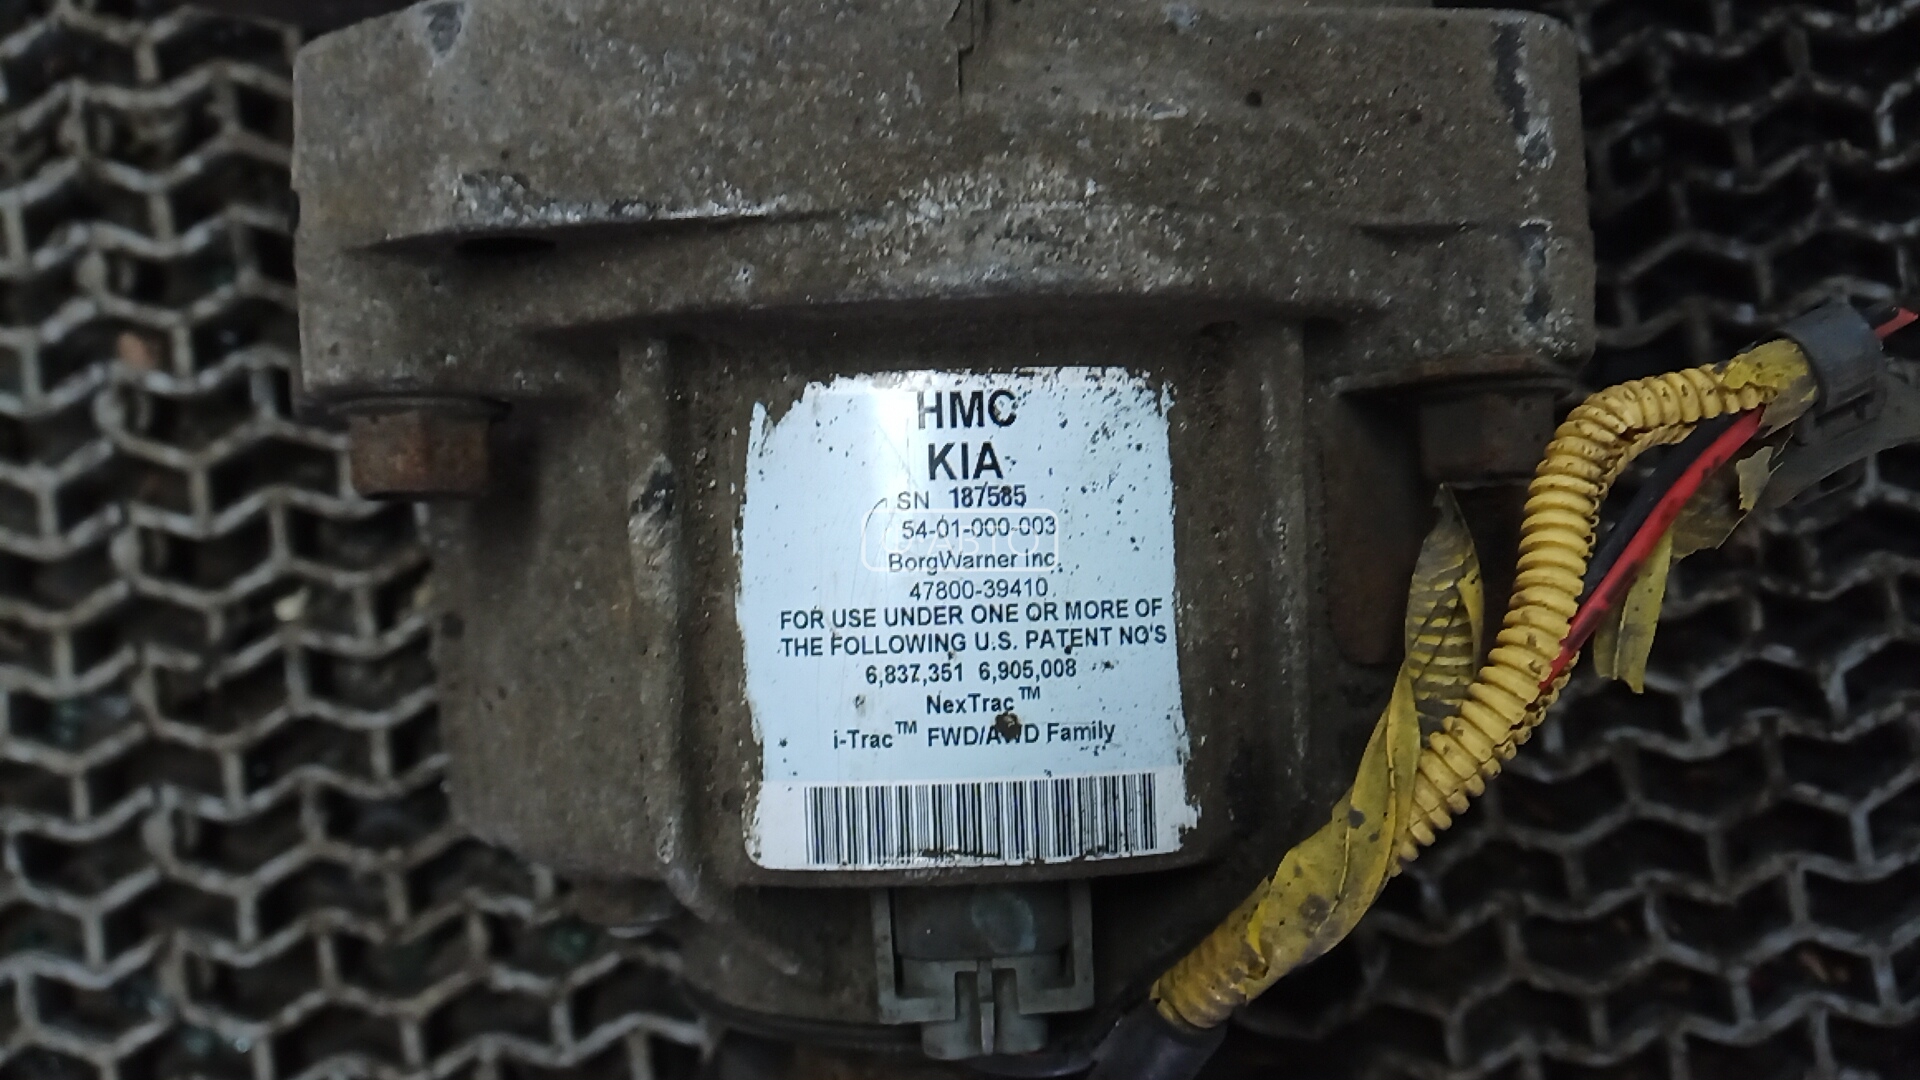 HMC
KIA
SN 187585
54-01-000-003
BorgWarner inc.
47800-39410
FOR USE UNDER ONE OR MORE OF
THE FOLLOWING U.S. PATENT NO'S
6,837,351 6,905,008
NexTrac™
i-Trac™ FWD/AWD Family